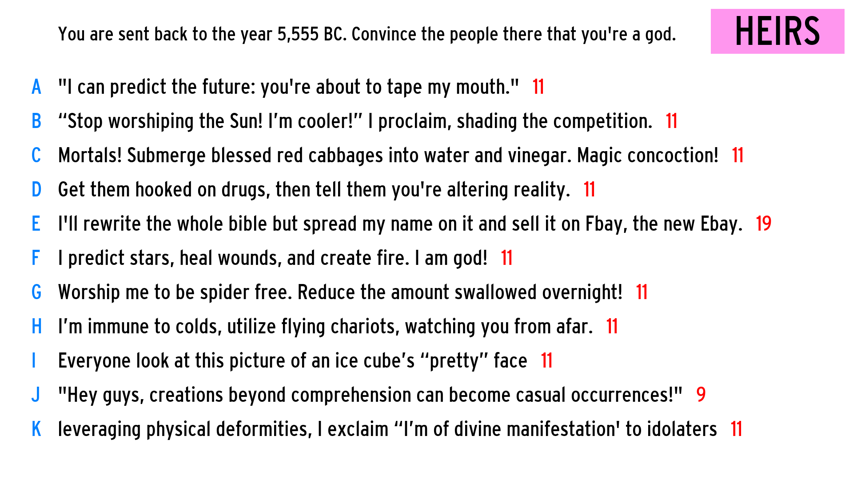 You are sent back to the year 5,555 BC. Convince the people there that you're a god.
HEIRS
A "I can predict the future: you're about to tape my mouth." 11
B “Stop worshiping the Sun! I’m cooler!” I proclaim, shading the competition. 11
C Mortals! Submerge blessed red cabbages into water and vinegar. Magic concoction! 11
D Get them hooked on drugs, then tell them you're altering reality. 11
E I'll rewrite the whole bible but spread my name on it and sell it on Fbay, the new Ebay. 19
F I predict stars, heal wounds, and create fire. I am god! 11
G Worship me to be spider free. Reduce the amount swallowed overnight! 11
H I’m immune to colds, utilize flying chariots, watching you from afar. 11
I Everyone look at this picture of an ice cube’s “pretty” face 11
J "Hey guys, creations beyond comprehension can become casual occurrences!" 9
K leveraging physical deformities, I exclaim “I’m of divine manifestation' to idolaters 11